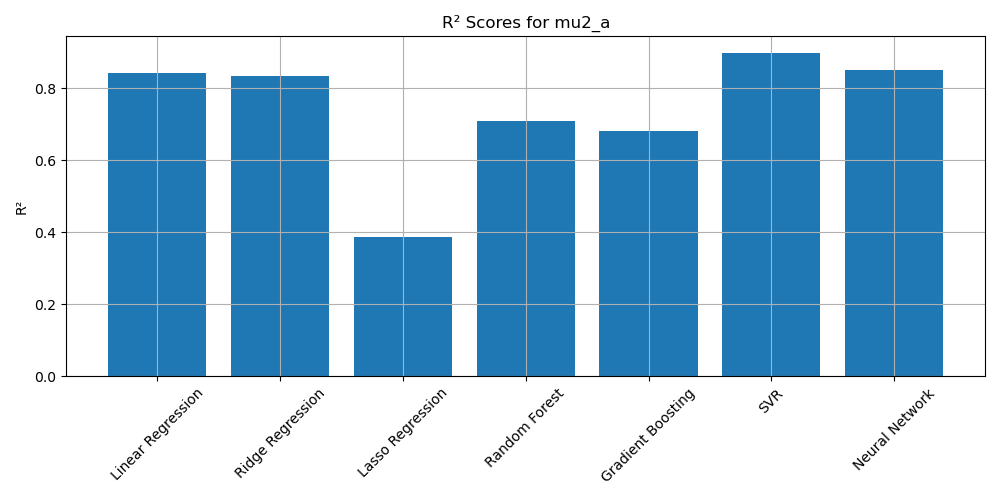 R² Scores for mu2_a
R²
0.8
0.6
0.4
0.2
0.0
Linear Regression
Ridge Regression
Lasso Regression
Random Forest
Gradient Boosting
SVR
Neural Network